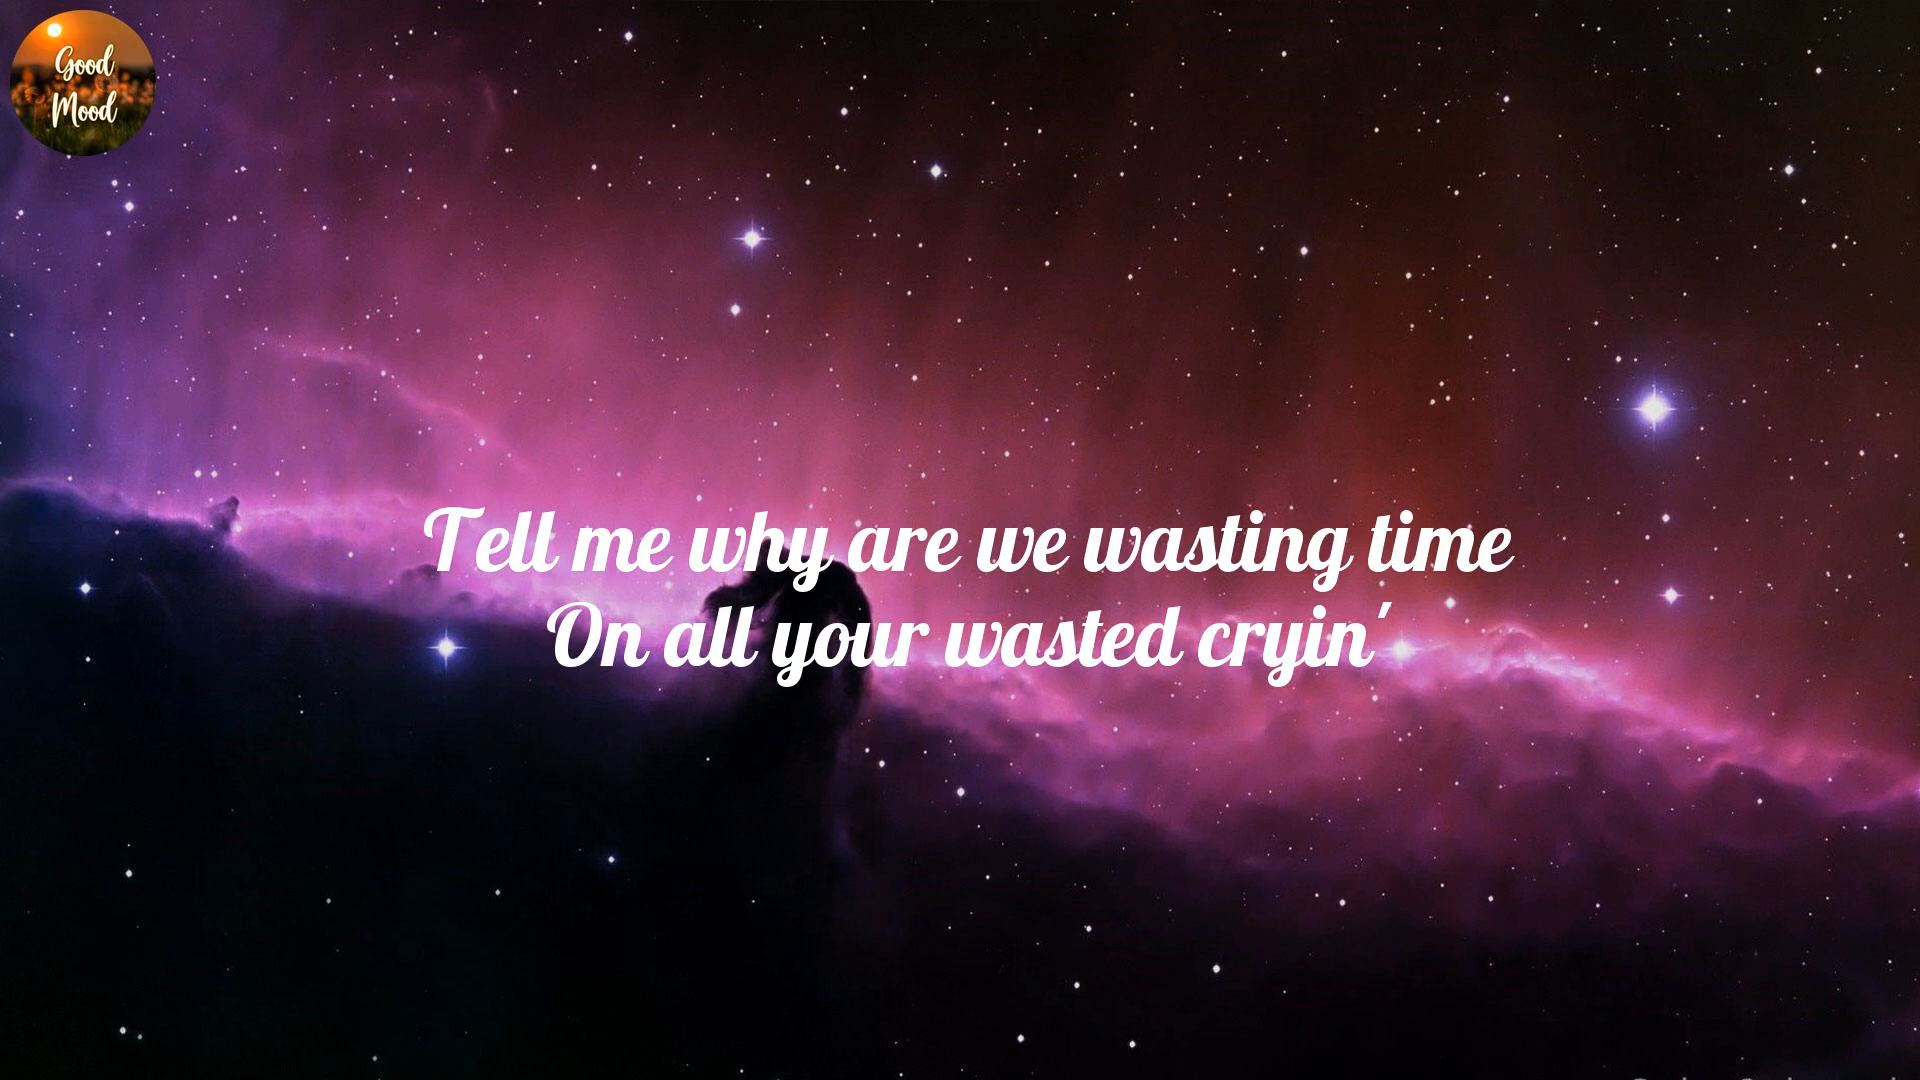 Good
Mood
Tell me why are we wasting time
On all your wasted cryin'